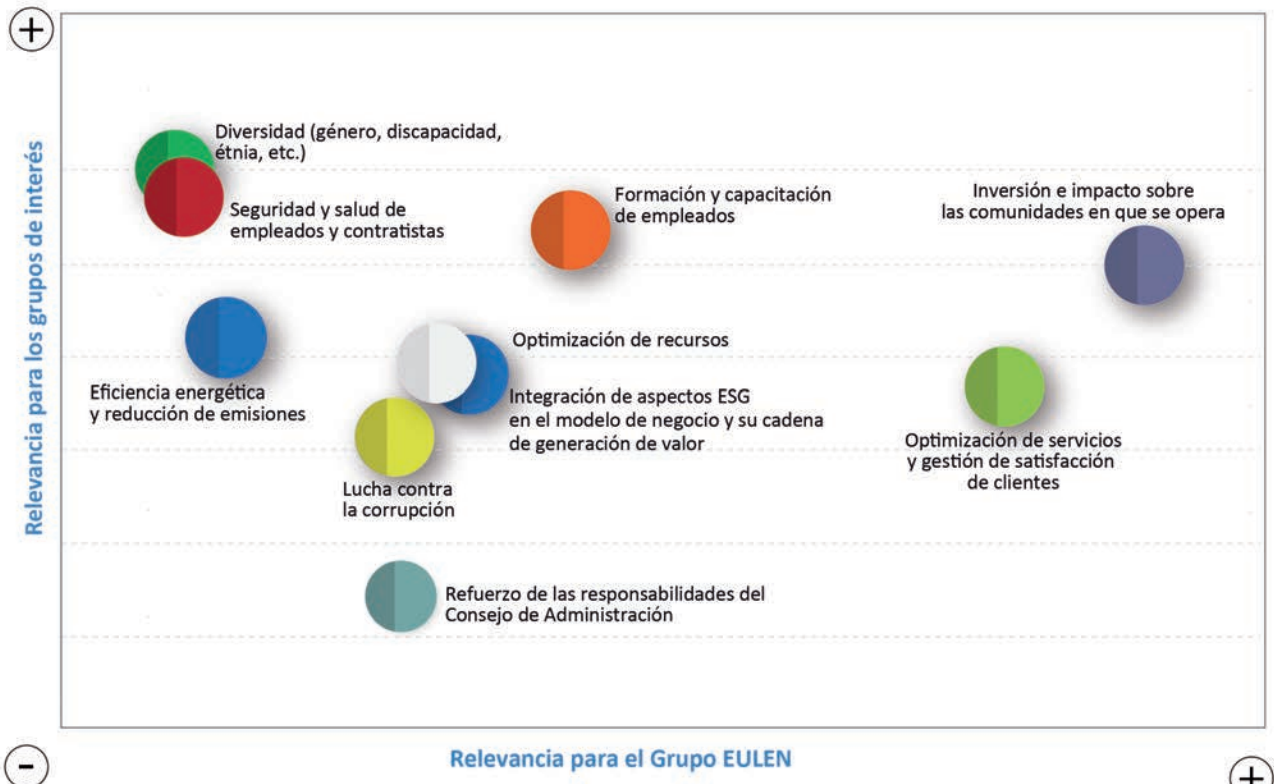 +
Relevancia para los grupos de interés
Diversidad (género, discapacidad,
étnia, etc.)
Seguridad y salud de
empleados y contratistas
Formación y capacitación
de empleados
Inversión e impacto sobre
las comunidades en que se opera
Eficiencia energética
y reducción de emisiones
Optimización de recursos
Integración de aspectos ESG
en el modelo de negocio y su cadena
de generación de valor
Optimización de servicios
y gestión de satisfacción
de clientes
Lucha contra
la corrupción
Refuerzo de las responsabilidades del
Consejo de Administración
-
Relevancia para el Grupo EULEN
+